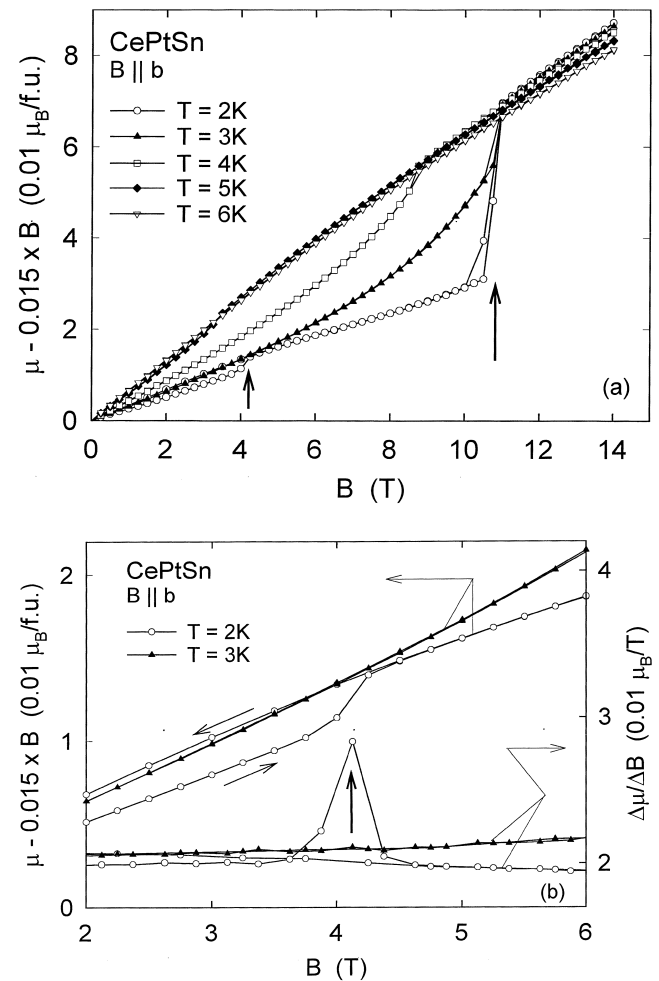 CePtSn
B || b
T = 2K
T = 3K
T = 4K
T = 5K
T = 6K
μ - 0.015 x B (0.01 μB/f.u.)
8
6
4
2
0
0 2 4 6 8 10 12 14
B (T)
(a)
CePtSn
B || b
T = 2K
T = 3K
μ - 0.015 x B (0.01 μB/f.u.)
2
1
0
4
3
2
Δμ/ΔB (0.01 μB/T)
(b)
2 3 4 5 6
B (T)